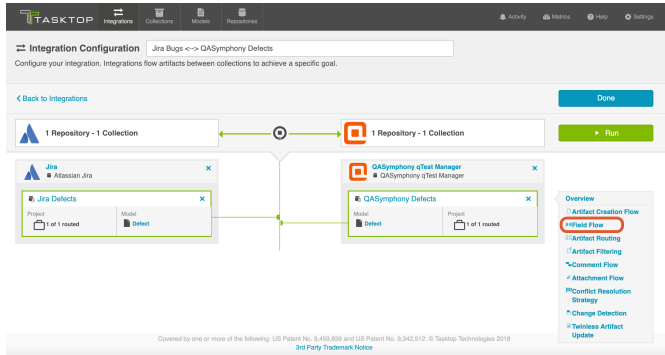 TASKTOP
Integrations
Collections
Models
Repositories
Activity
Metrics
Help
Settings
Integration Configuration
Jira Bugs <--> QASymphony Defects
Configure your integration. Integrations flow artifacts between collections to achieve a specific goal.
Back to Integrations
Done
1 Repository - 1 Collection
1 Repository - 1 Collection
Run
Jira
Atlassian Jira
Jira Defects
Project
1 of 1 routed
Model
Defect
QASymphony qTest Manager
QASymphony qTest Manager
QASymphony Defects
Model
Defect
Project
1 of 1 routed
Overview
Artifact Creation Flow
Field Flow
Artifact Routing
Artifact Filtering
Comment Flow
Attachment Flow
Conflict Resolution
Strategy
Change Detection
Twinless Artifact
Update
Covered by one or more of the following: US Patent No. 9,459,839 and US Patent No. 9,342,512. © Tasktop Technologies 2018
3rd Party Trademark Notice